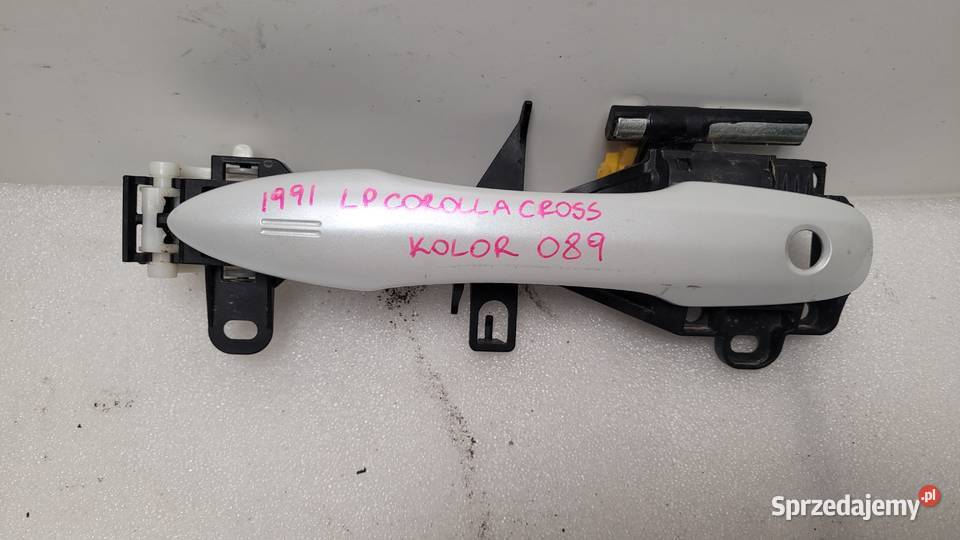 1991 LP COROLLA CROSS
KOLOR 089
Sprzedajemy.pl